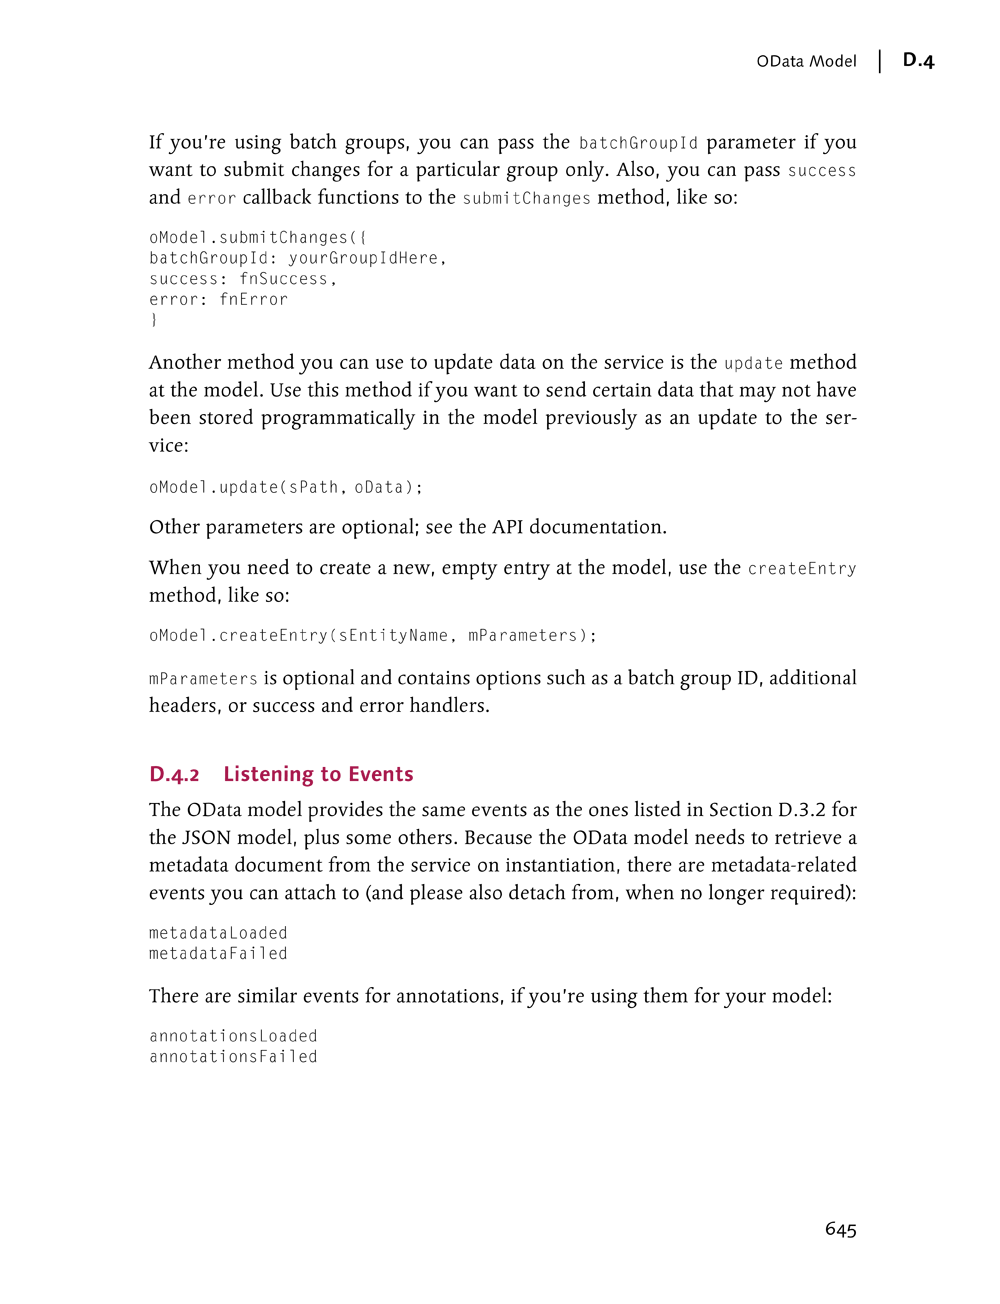 OData Model | D.4
If you're using batch groups, you can pass the batchGroupId parameter if you
want to submit changes for a particular group only. Also, you can pass success
and error callback functions to the submitChanges method, like so:
oModel.submitChanges({
batchGroupId: yourGroupIdHere,
success: fnSuccess,
error: fnError
}
Another method you can use to update data on the service is the update method
at the model. Use this method if you want to send certain data that may not have
been stored programmatically in the model previously as an update to the ser-
vice:
oModel.update(sPath, oData);
Other parameters are optional; see the API documentation.
When you need to create a new, empty entry at the model, use the createEntry
method, like so:
oModel.createEntry(sEntityName, mParameters);
mParameters is optional and contains options such as a batch group ID, additional
headers, or success and error handlers.
D.4.2 Listening to Events
The OData model provides the same events as the ones listed in Section D.3.2 for
the JSON model, plus some others. Because the OData model needs to retrieve a
metadata document from the service on instantiation, there are metadata-related
events you can attach to (and please also detach from, when no longer required):
metadataLoaded
metadataFailed
There are similar events for annotations, if you're using them for your model:
annotationsLoaded
annotationsFailed
645